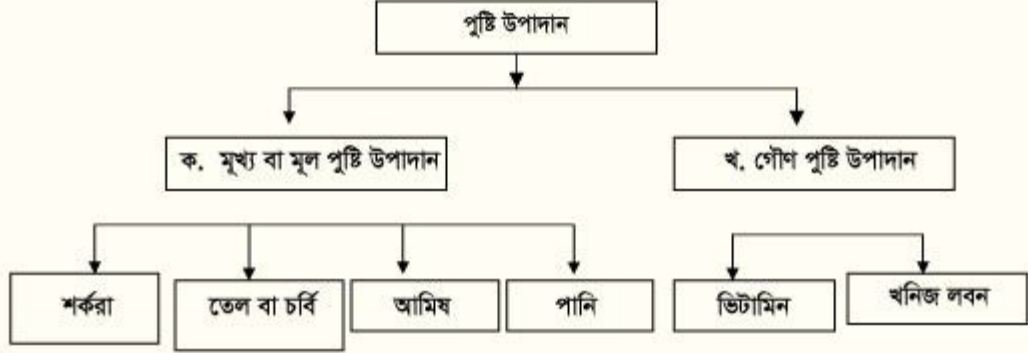 পুষ্টি উপাদান
ক. মূখ্য বা মূল পুষ্টি উপাদান
খ. গৌণ পুষ্টি উপাদান
শর্করা
তেল বা চর্বি
আমিষ
পানি
ভিটামিন
খনিজ লবন